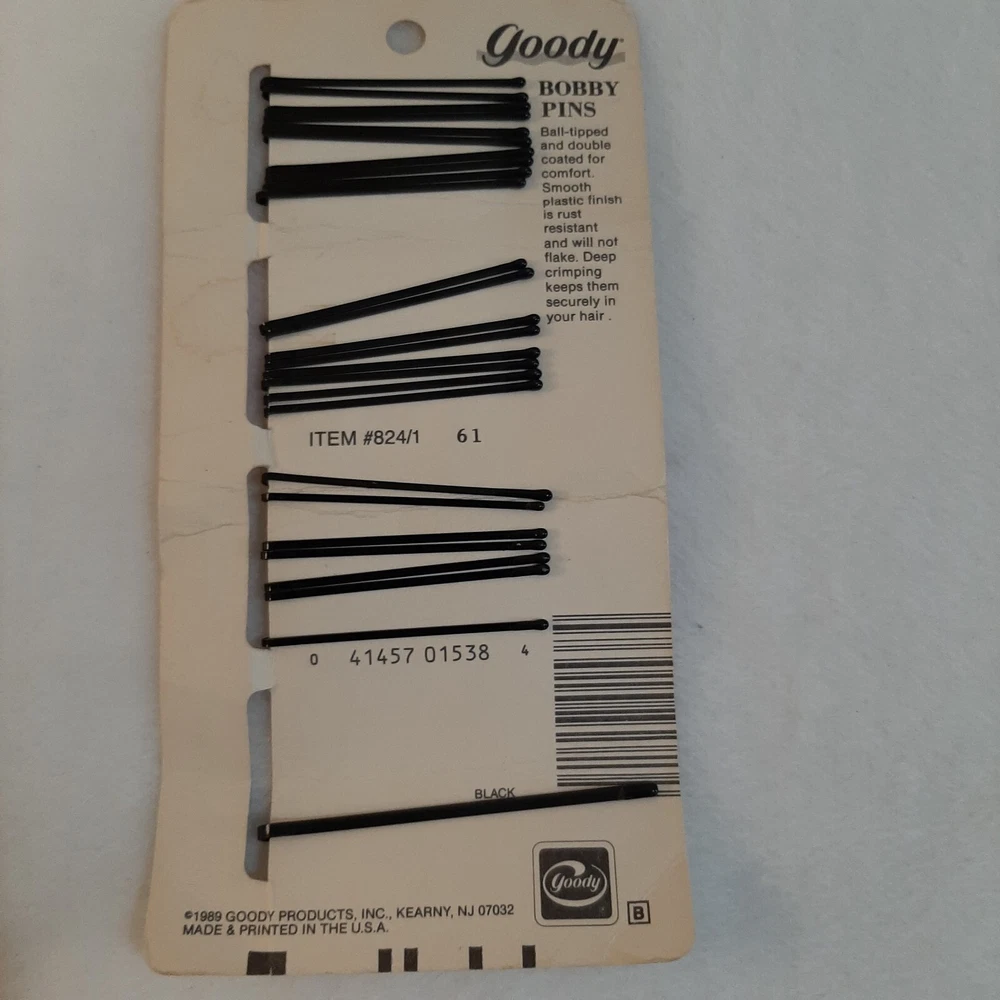 Goody
BOBBY
PINS
Ball-tipped
and double
coated for
comfort.
Smooth
plastic finish
is rust
resistant
and will not
flake. Deep
crimping
keeps them
securely in
your hair .
ITEM #824/1 61
0 41457 01538 4
BLACK
Goody
©1989 GOODY PRODUCTS, INC., KEARNY, NJ 07032
MADE & PRINTED IN THE U.S.A.
B